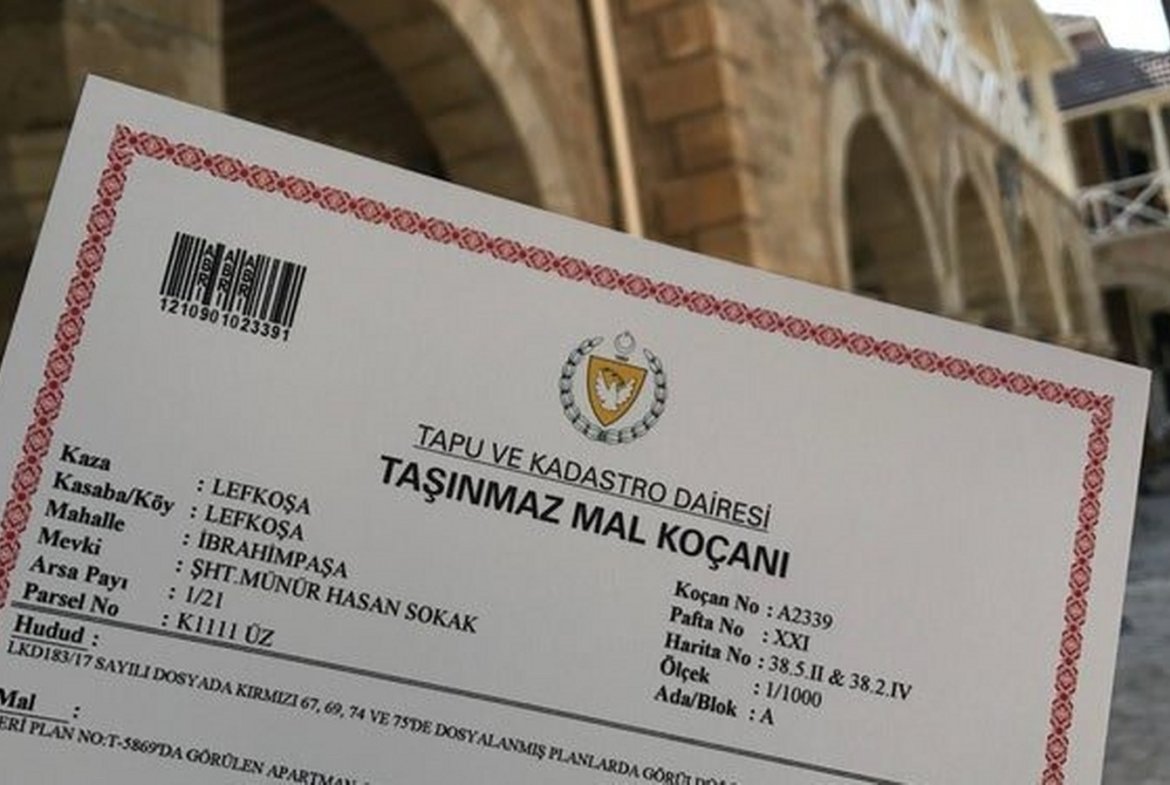 ABRI ABRI ABRI
1210901023391
TAPU VE KADASTRO DAİRESİ
TAŞINMAZ MAL KOÇANI
Kaza : LEFKOŞA
Kasaba/Köy : LEFKOŞA
Mahalle : İBRAHİMPAŞA
Mevki : ŞHT.MÜNÜR HASAN SOKAK
Arsa Payı : 1/21
Parsel No : K1111 ÜZ
Koçan No : A2339
Pafta No : XXI
Harita No : 38.5.II & 38.2.IV
Ölçek : 1/1000
Ada/Blok : A
Hudud :
LKD183/17 SAYILI DOSYADA KIRMIZI 67, 69, 74 VE 75'DE DOSYALANMIŞ PLANLARDA
Mal :
PLAN NO:T-5869'DA GÖRÜLEN